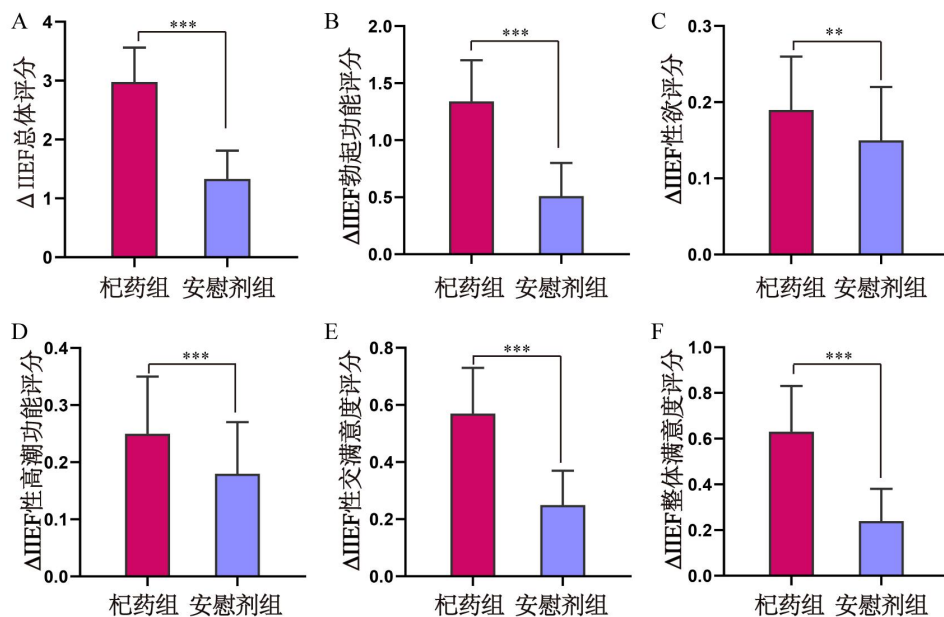 A
ΔIIEF总体评分
4
3
2
1
0
***
杞药组 安慰剂组
B
ΔIIEF勃起功能评分
2.0
1.5
1.0
0.5
0.0
***
杞药组 安慰剂组
C
ΔIIEF性欲评分
0.3
0.2
0.1
0.0
**
杞药组 安慰剂组
D
ΔIIEF性高潮功能评分
0.4
0.3
0.2
0.1
0.0
***
杞药组 安慰剂组
E
ΔIIEF性交满意度评分
0.8
0.6
0.4
0.2
0.0
***
杞药组 安慰剂组
F
ΔIIEF整体满意度评分
1.0
0.8
0.6
0.4
0.2
0.0
***
杞药组 安慰剂组